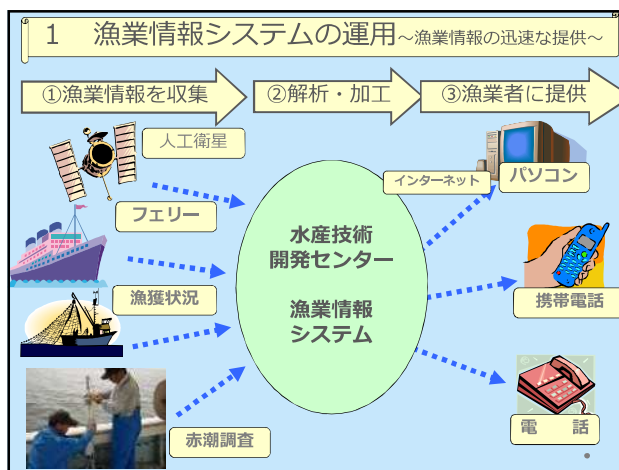 1 漁業情報システムの運用～漁業情報の迅速な提供～
①漁業情報を収集
②解析・加工
③漁業者に提供
人工衛星
フェリー
漁獲状況
赤潮調査
水産技術
開発センター
漁業情報
システム
インターネット
パソコン
携帯電話
電 話